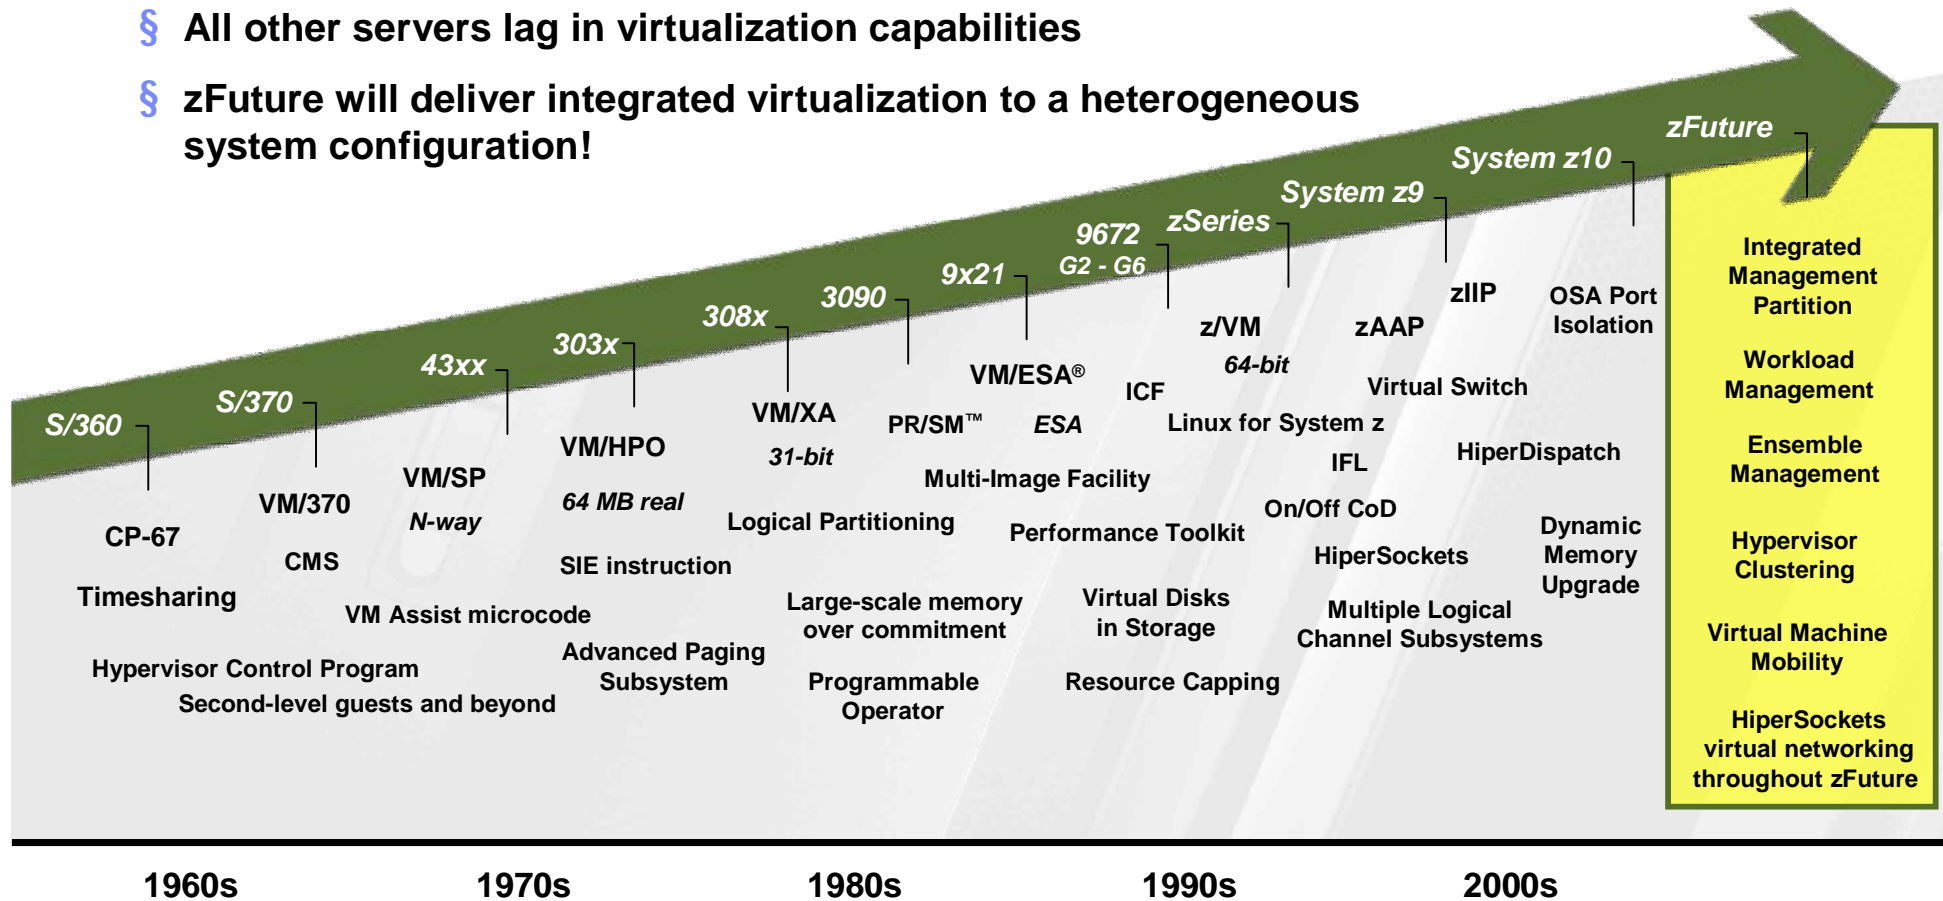 § All other servers lag in virtualization capabilities
§ zFuture will deliver integrated virtualization to a heterogeneous
system configuration!
S/360
S/370
43xx
303x
308x
3090
9x21
9672
G2 - G6
zSeries
System z9
System z10
zFuture
CP-67
Timesharing
Hypervisor Control Program
Second-level guests and beyond
VM/370
CMS
VM/SP
N-way
VM Assist microcode
VM/HPO
64 MB real
SIE instruction
Advanced Paging
Subsystem
VM/XA
31-bit
Logical Partitioning
Large-scale memory
over commitment
Programmable
Operator
PR/SM™
VM/ESA®
ESA
Multi-Image Facility
Performance Toolkit
Virtual Disks
in Storage
Resource Capping
ICF
z/VM
64-bit
Linux for System z
IFL
On/Off CoD
HiperSockets
Multiple Logical
Channel Subsystems
zAAP
zIIP
Virtual Switch
HiperDispatch
OSA Port
Isolation
Dynamic
Memory
Upgrade
Integrated
Management
Partition
Workload
Management
Ensemble
Management
Hypervisor
Clustering
Virtual Machine
Mobility
HiperSockets
virtual networking
throughout zFuture
1960s
1970s
1980s
1990s
2000s